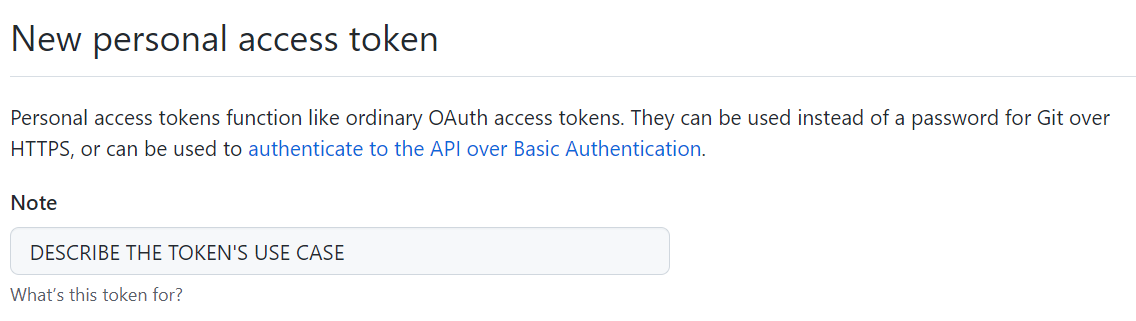 New personal access token
Personal access tokens function like ordinary OAuth access tokens. They can be used instead of a password for Git over
HTTPS, or can be used to authenticate to the API over Basic Authentication.
Note
DESCRIBE THE TOKEN'S USE CASE
What's this token for?